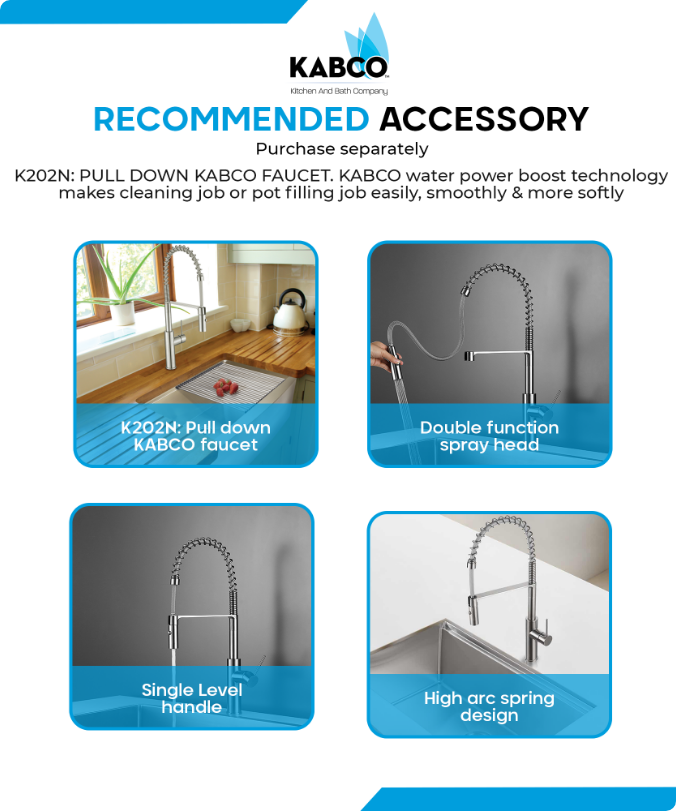 KABCO
Kitchen And Bath Company
RECOMMENDED ACCESSORY
Purchase separately
K202N: PULL DOWN KABCO FAUCET. KABCO water power boost technology
makes cleaning job or pot filling job easily, smoothly & more softly
K202N: Pull down
KABCO faucet
Double function
spray head
Single Level
handle
High arc spring
design